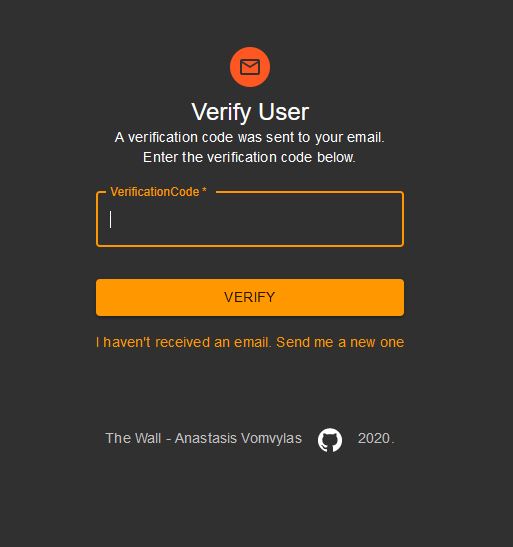 Verify User
A verification code was sent to your email.
Enter the verification code below.
VerificationCode *
VERIFY
I haven't received an email. Send me a new one
The Wall - Anastasis Vomvylas 2020.